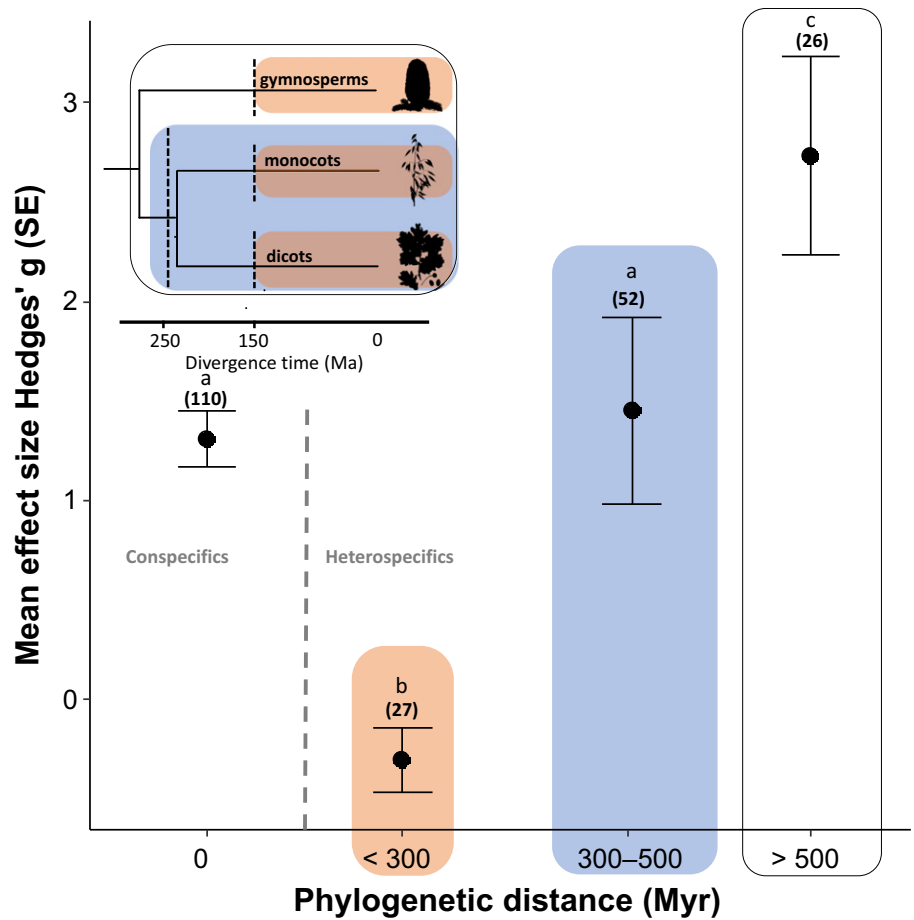 Mean effect size Hedges' g (SE)
3
2
1
0
gymnosperms
monocots
dicots
250
150
0
Divergence time (Ma)
a
(110)
Conspecifics
Heterospecifics
b
(27)
a
(52)
c
(26)
0
< 300
300–500
> 500
Phylogenetic distance (Myr)